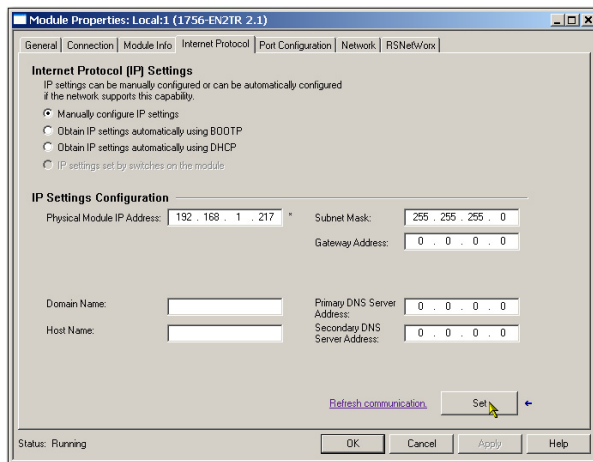 Module Properties: Local:1 (1756-EN2TR 2.1)
General Connection Module Info Internet Protocol Port Configuration Network RSNetWorx
Internet Protocol (IP) Settings
IP settings can be manually configured or can be automatically configured
if the network supports this capability.
Manually configure IP settings
Obtain IP settings automatically using BOOTP
Obtain IP settings automatically using DHCP
IP settings set by switches on the module
IP Settings Configuration
Physical Module IP Address: 192 . 168 . 1 . 217 * Subnet Mask: 255 . 255 . 255 . 0
Gateway Address: 0 . 0 . 0 . 0
Domain Name: Primary DNS Server
Address: 0 . 0 . 0 . 0
Host Name: Secondary DNS
Server Address: 0 . 0 . 0 . 0
Refresh communication. Set
Status: Running OK Cancel Apply Help